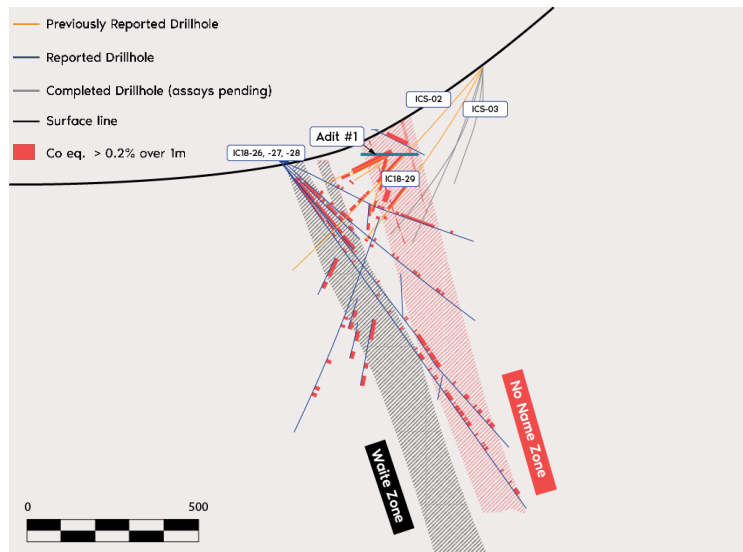 Previously Reported Drillhole
Reported Drillhole
Completed Drillhole (assays pending)
Surface line
Co eq. > 0.2% over 1m
ICS-02
ICS-03
Adit #1
IC18-26, -27, -28
IC18-29
No Name Zone
Waite Zone
0 500